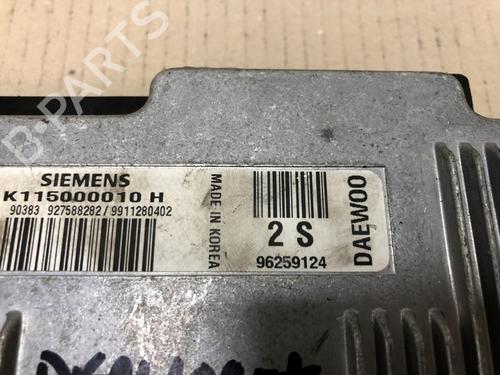 B-PARTS
SIEMENS
K115000010 H
90383 927588282 / 9911280402
MADE IN KOREA
2 S
96259124
DAEWOO